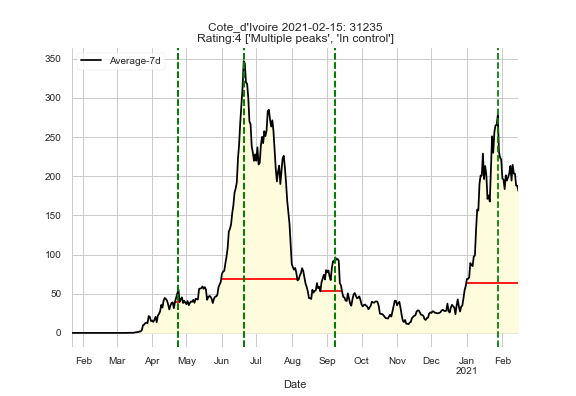 Cote_d'Ivoire 2021-02-15: 31235
Rating:4 ['Multiple peaks', 'In control']
Average-7d
350
300
250
200
150
100
50
0
Feb Mar Apr May Jun Jul Aug Sep Oct Nov Dec Jan Feb
2021
Date